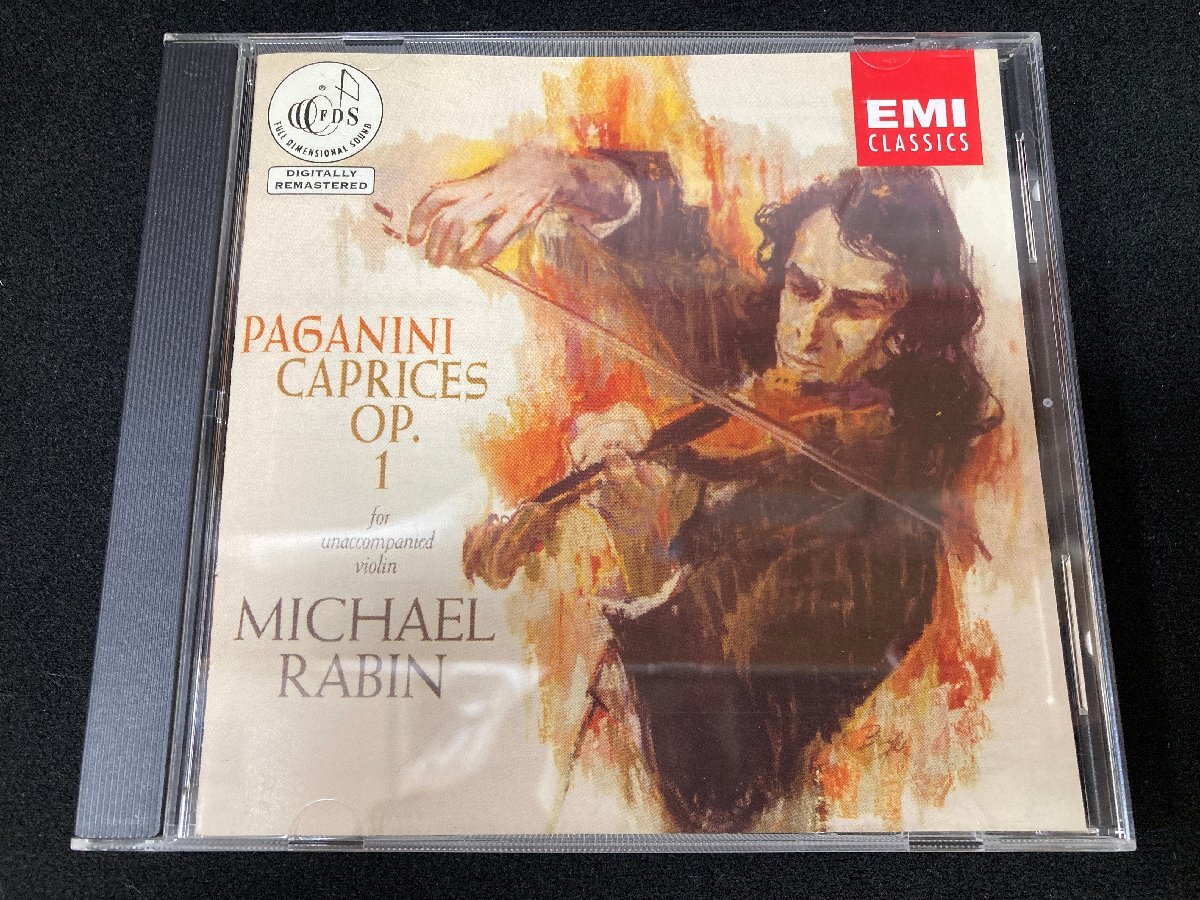 FDS
®
FULL DIMENSIONAL SOUND
DIGITALLY
REMASTERED
EMI
CLASSICS
PAGANINI
CAPRICES
OP.
1
for
unaccompanied
violin
MICHAEL
RABIN